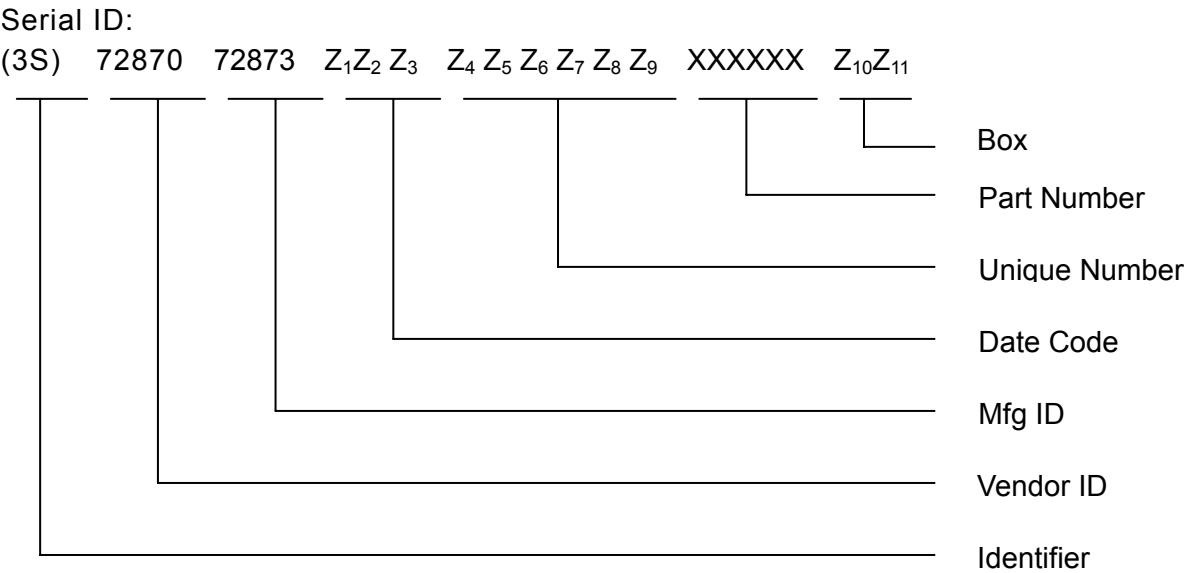 Serial ID:
(3S) 72870 72873 Z₁Z₂ Z₃ Z₄ Z₅ Z₆ Z₇ Z₈ Z₉ XXXXXX Z₁₀Z₁₁
Box
Part Number
Unique Number
Date Code
Mfg ID
Vendor ID
Identifier